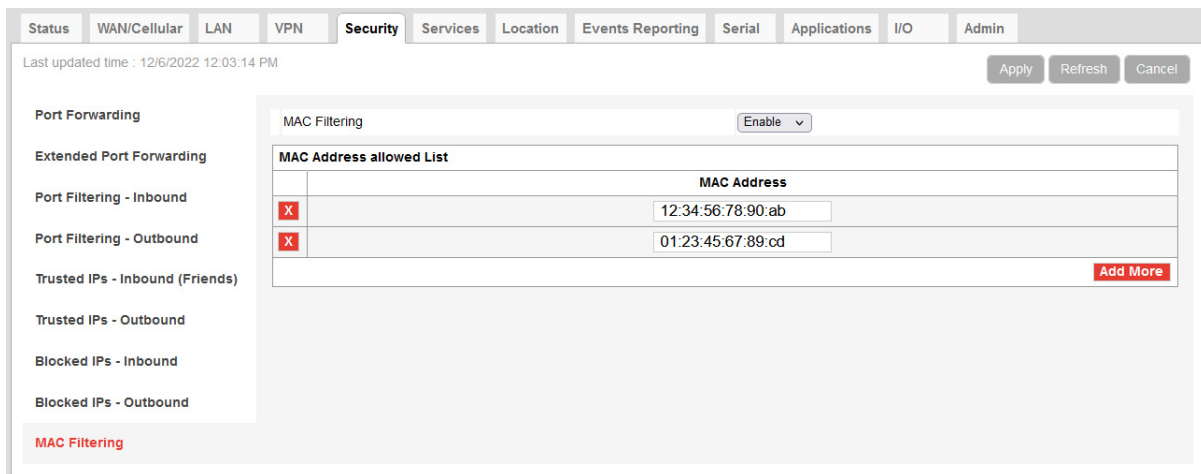 Status WAN/Cellular LAN VPN Security Services Location Events Reporting Serial Applications I/O Admin
Last updated time : 12/6/2022 12:03:14 PM
Apply Refresh Cancel
Port Forwarding
Extended Port Forwarding
Port Filtering - Inbound
Port Filtering - Outbound
Trusted IPs - Inbound (Friends)
Trusted IPs - Outbound
Blocked IPs - Inbound
Blocked IPs - Outbound
MAC Filtering
MAC Filtering Enable
MAC Address allowed List
MAC Address
X 12:34:56:78:90:ab
X 01:23:45:67:89:cd
Add More